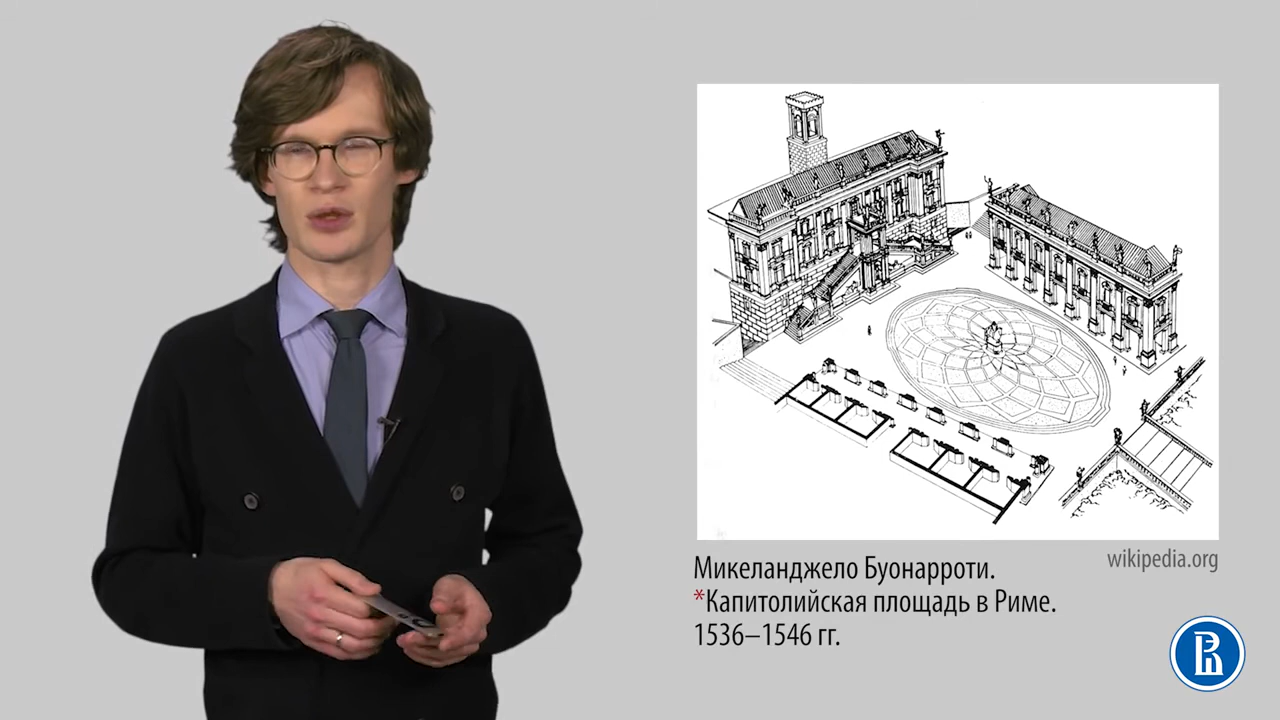 wikipedia.org
Микеланджело Буонарроти.
*Капитолийская площадь в Риме.
1536–1546 гг.